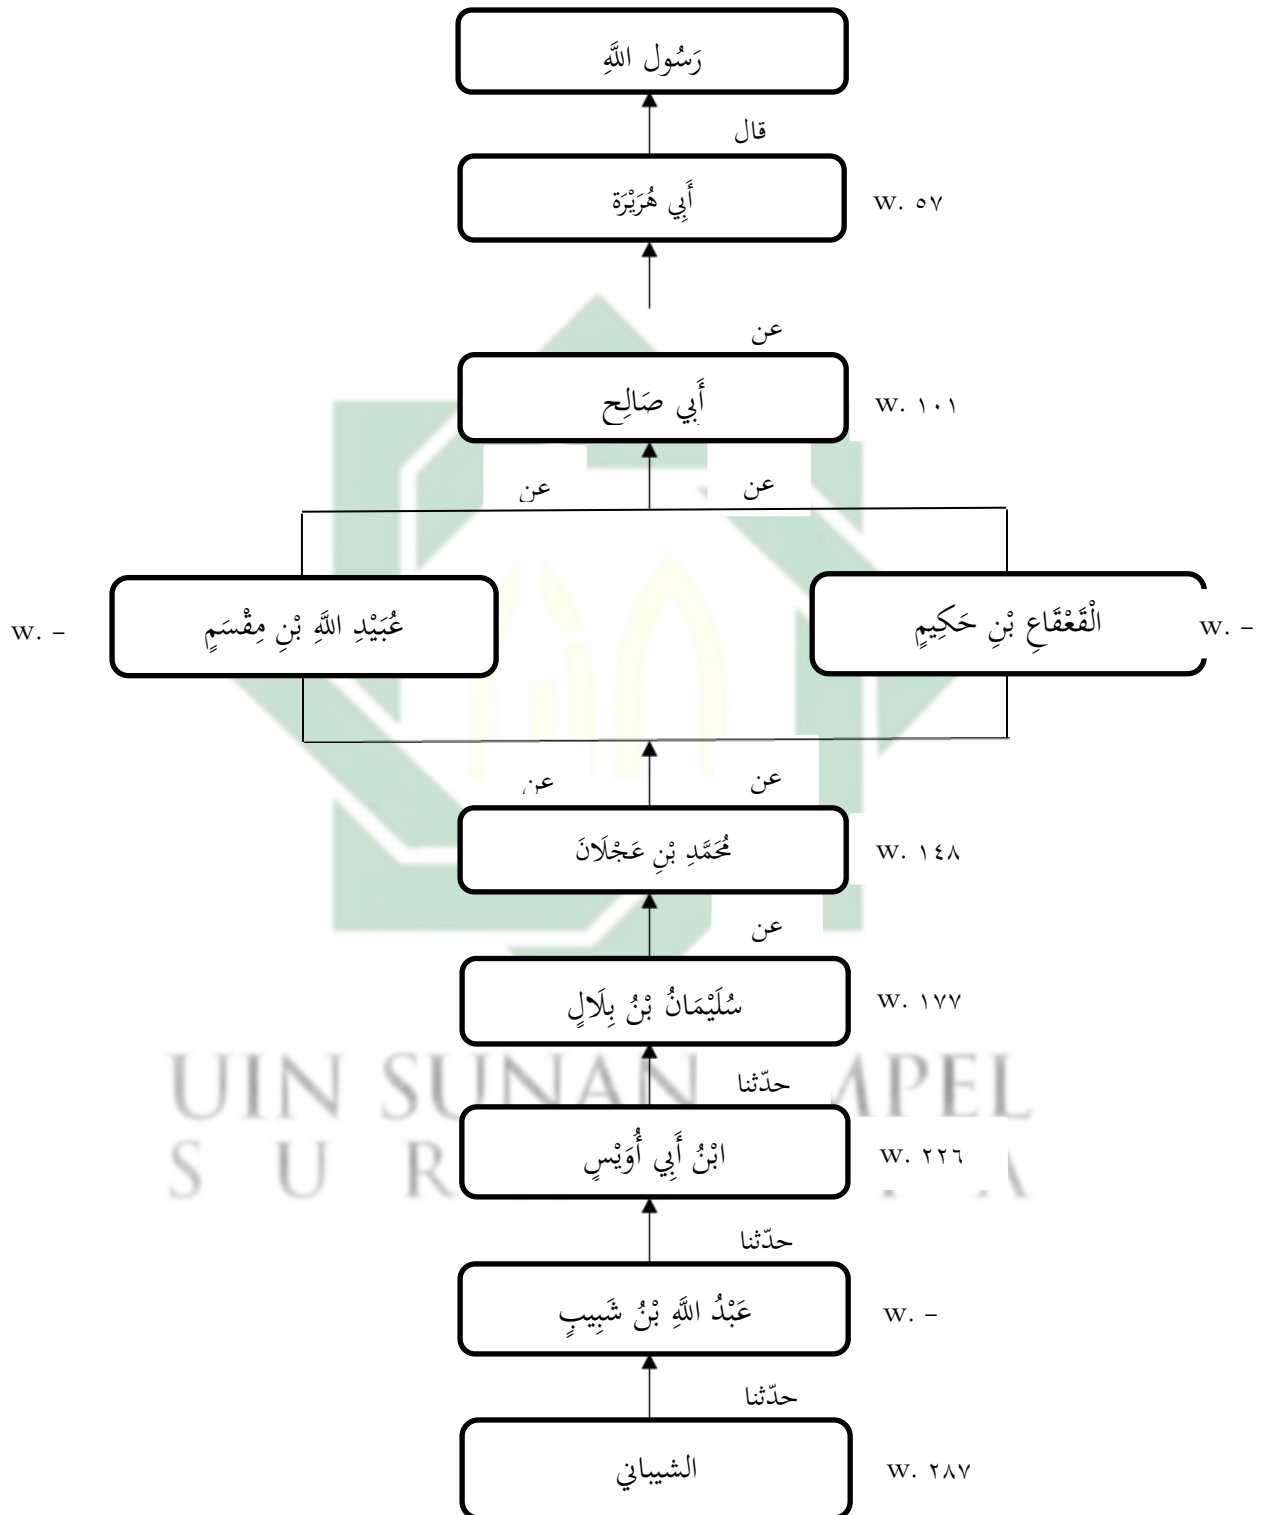 رَسُول اللَّهِ
قال
أَبِي هُرَيْرَة
w. ٥٧
عن
أَبِي صَالِح
w. ١٠١
عن
عن
الْقَعْقَاعِ بْنِ حَكِيمٍ
w. –
عُبَيْدِ اللَّهِ بْنِ مِقْسَمٍ
w. –
عن
عن
مُحَمَّدِ بْنِ عَجْلَانَ
w. ١٤٨
عن
سُلَيْمَانُ بْنُ بِلَالٍ
w. ١٧٧
حدّثنا
ابْنُ أَبِي أُوَيْسٍ
w. ٢٢٦
حدّثنا
عَبْدُ اللَّهِ بْنُ شَبِيبٍ
w. –
حدّثنا
الشيباني
w. ٢٨٧
UIN SUNAN